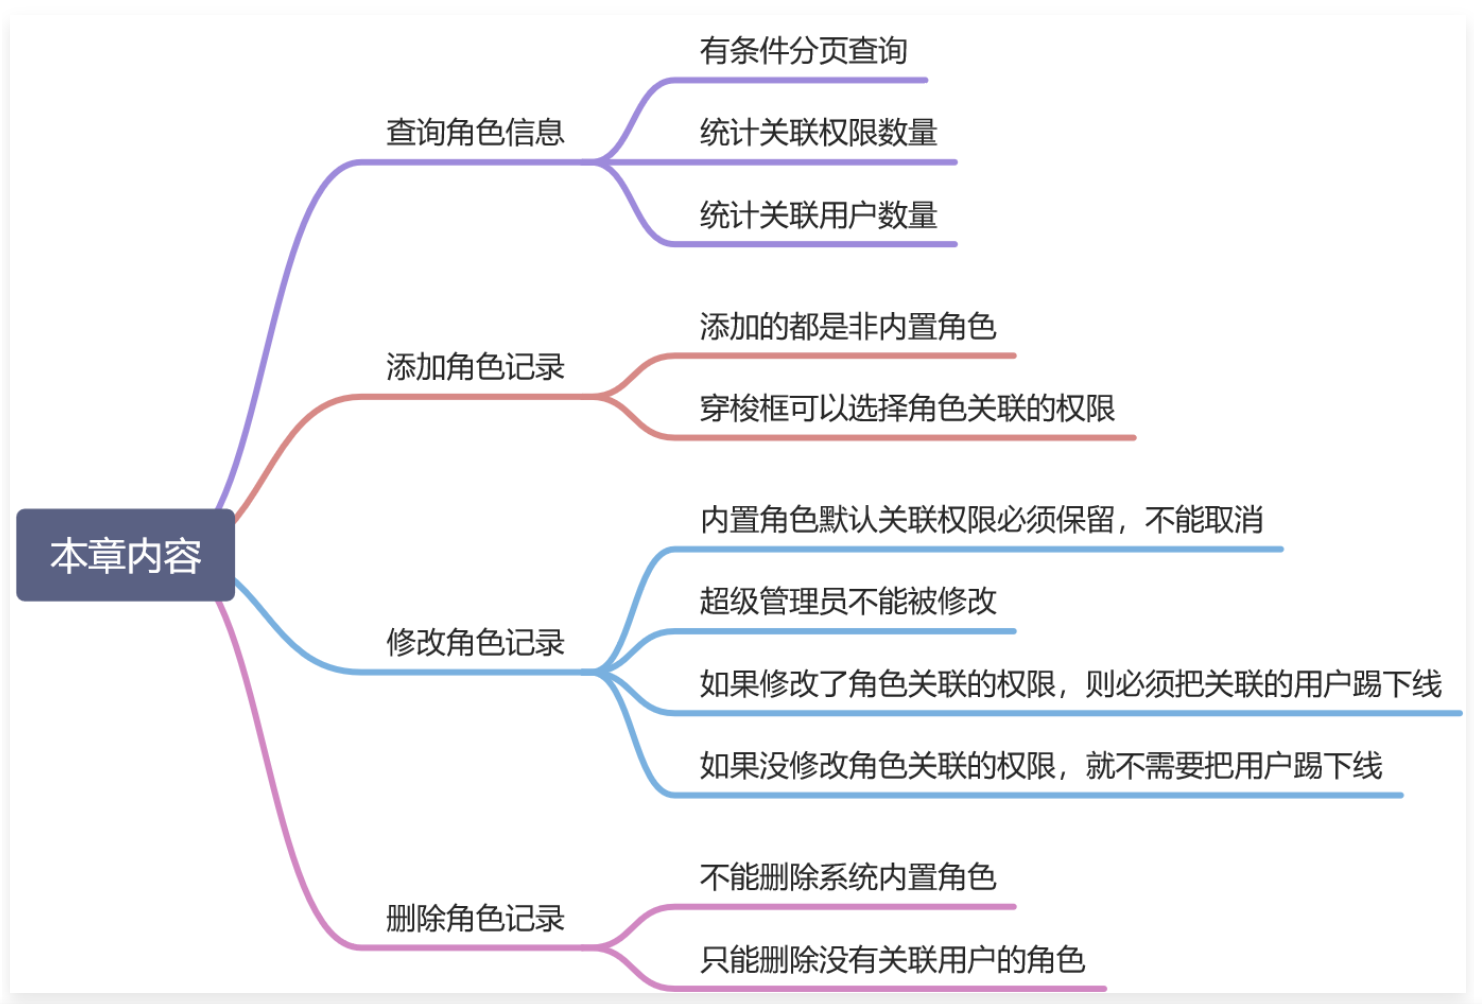 本章内容
查询角色信息
有条件分页查询
统计关联权限数量
统计关联用户数量
添加角色记录
添加的都是非内置角色
穿梭框可以选择角色关联的权限
修改角色记录
内置角色默认关联权限必须保留，不能取消
超级管理员不能被修改
如果修改了角色关联的权限，则必须把关联的用户踢下线
如果没修改角色关联的权限，就不需要把用户踢下线
删除角色记录
不能删除系统内置角色
只能删除没有关联用户的角色